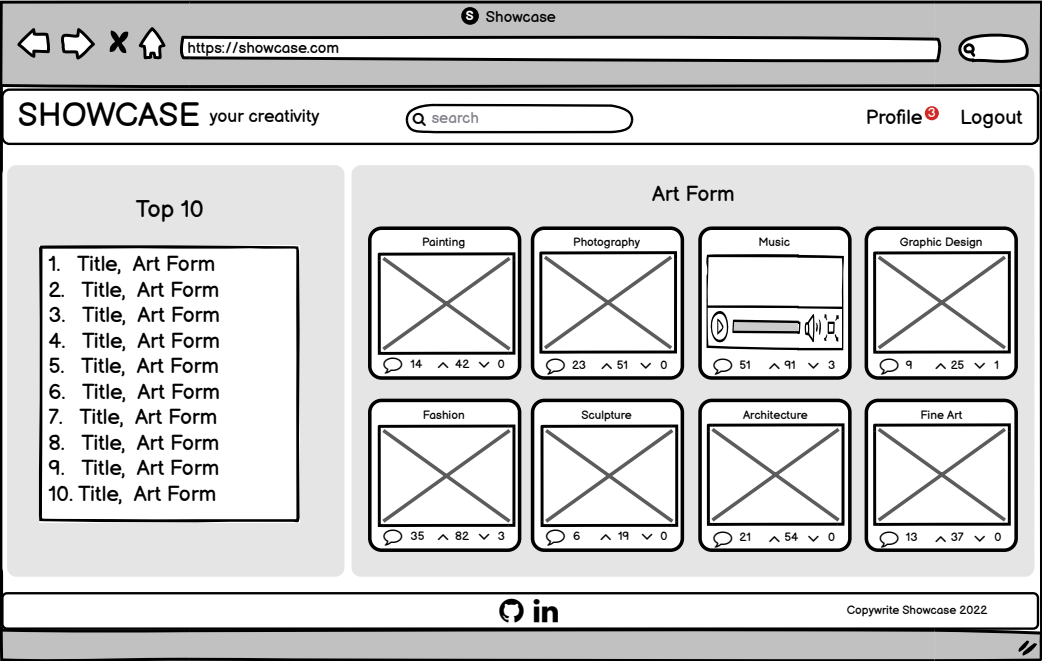 S Showcase
https://showcase.com
SHOWCASE your creativity
search
Profile 3 Logout
Top 10
1. Title, Art Form
2. Title, Art Form
3. Title, Art Form
4. Title, Art Form
5. Title, Art Form
6. Title, Art Form
7. Title, Art Form
8. Title, Art Form
9. Title, Art Form
10. Title, Art Form
Art Form
Painting
14 42 0
Photography
23 51 0
Music
51 91 3
Graphic Design
9 25 1
Fashion
35 82 3
Sculpture
6 19 0
Architecture
21 54 0
Fine Art
13 37 0
in
Copywrite Showcase 2022